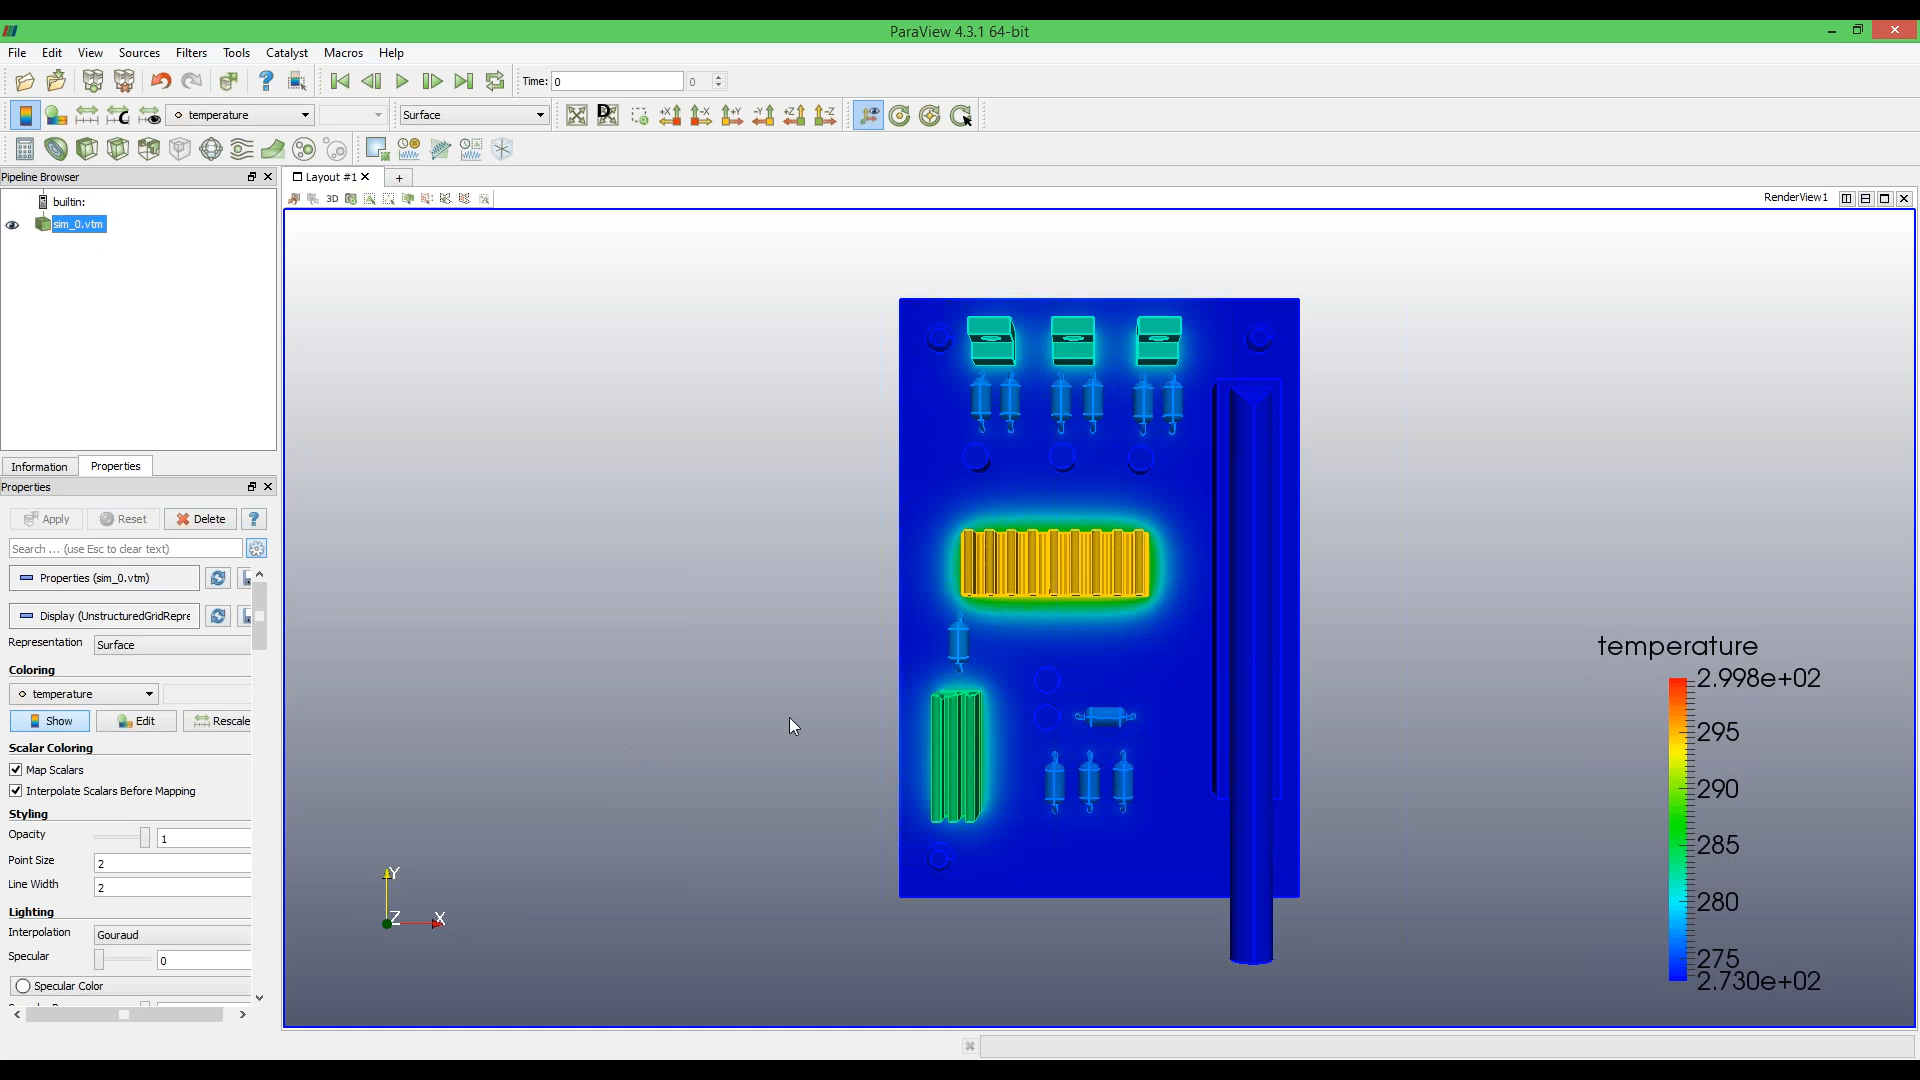 ParaView 4.3.1 64-bit
File Edit View Sources Filters Tools Catalyst Macros Help
Time: 0 0
temperature Surface D +X -X +Y -Y +Z -Z
Pipeline Browser
Layout #1
builtin:
sim_0.vtm
3D
RenderView1
Information Properties
Properties
Apply Reset Delete ?
Search ... (use Esc to clear text)
Properties (sim_0.vtm)
Display (UnstructuredGridRepre
Representation Surface
Coloring
temperature
Show Edit Rescale
Scalar Coloring
Map Scalars
Interpolate Scalars Before Mapping
Styling
Opacity 1
Point Size 2
Line Width 2
Lighting
Interpolation Gouraud
Specular 0
Specular Color
temperature
2.998e+02
295
290
285
280
275
2.730e+02
Y
Z X